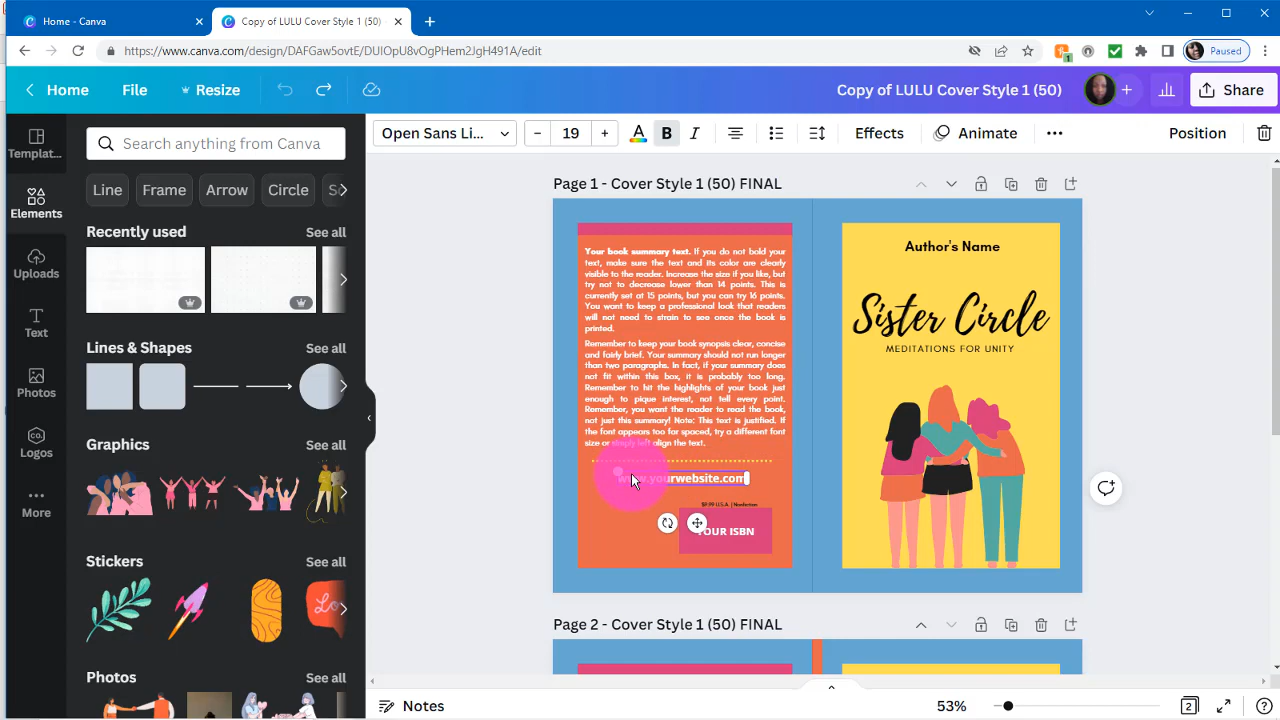 Home - Canva
Copy of LULU Cover Style 1 (50)
https://www.canva.com/design/DAFGaw5ovtE/DUIOpU8vOgPHem2JgH491A/edit
1
Paused
Home
File
Resize
Copy of LULU Cover Style 1 (50)
Share
Open Sans Li...
19
A
B
I
Effects
Animate
Position
Search anything from Canva
Templat...
Elements
Uploads
Text
Photos
Logos
More
Line
Frame
Arrow
Circle
Recently used
See all
Lines & Shapes
See all
Graphics
See all
Stickers
See all
Photos
See all
Page 1 - Cover Style 1 (50) FINAL
Your book summary text. If you do not bold your
text, make sure the text and its color are clearly
visible to the reader. Increase the size if you like, but
try not to decrease lower than 14 points. This is
currently set at 15 points, but you can try 16 points.
You want to keep a professional look that readers
will not need to strain to see once the book is
printed.
Remember to keep your book synopsis clear, concise
and fairly brief. Your summary should not run longer
than two paragraphs. In fact, if your summary does
not fit within this box, it is probably too long.
Remember to hit the highlights of your book just
enough to pique interest, not tell every point.
Remember, you want the reader to read the book,
not just this summary! Note: This text is justified. If
the font appears too far spaced, try a different font
size or simply left align the text.
www.yourwebsite.com
$9.99 U.S.A. | Nonfiction
YOUR ISBN
Author's Name
Sister Circle
MEDITATIONS FOR UNITY
Page 2 - Cover Style 1 (50) FINAL
Notes
53%
2